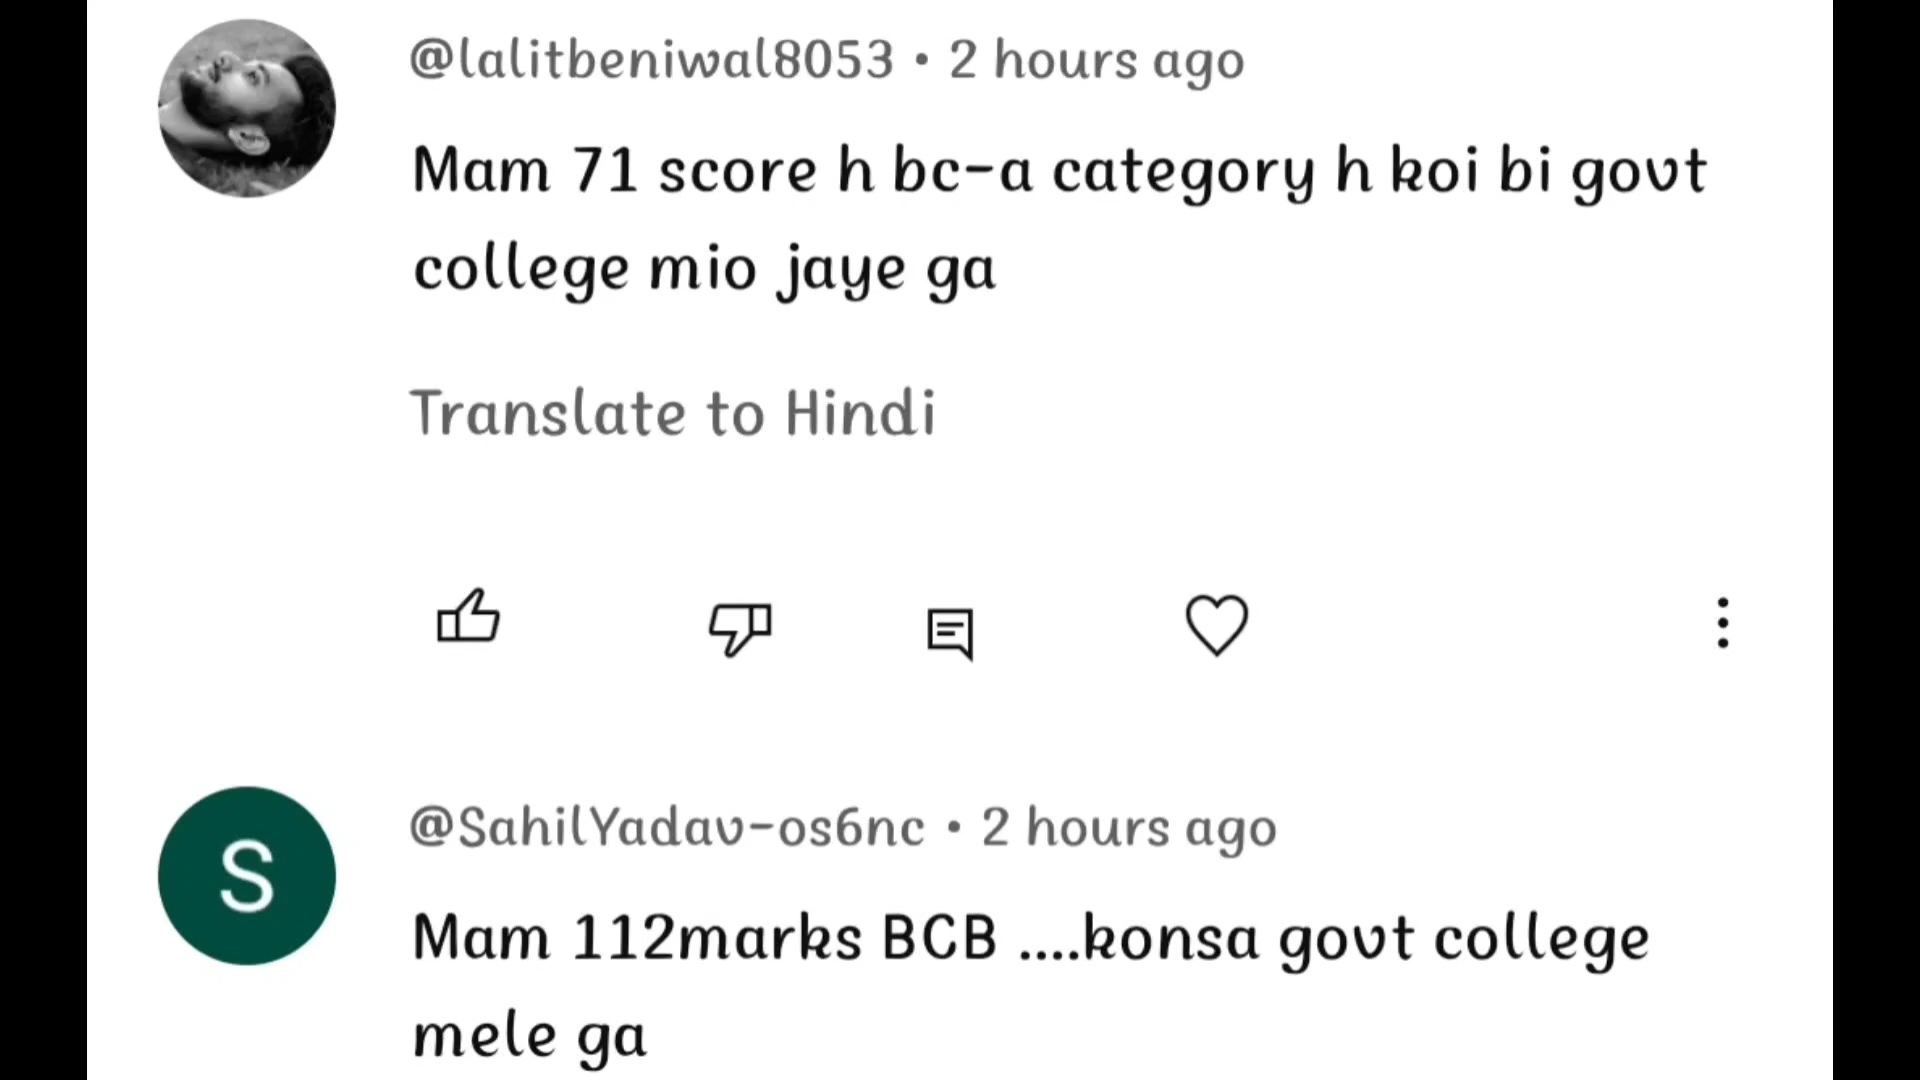 @lalitbeniwal8053 • 2 hours ago
Mam 71 score h bc-a category h koi bi govt
college mio jaye ga
Translate to Hindi
S
@SahilYadav-os6nc • 2 hours ago
Mam 112marks BCB ....konsa govt college
mele ga